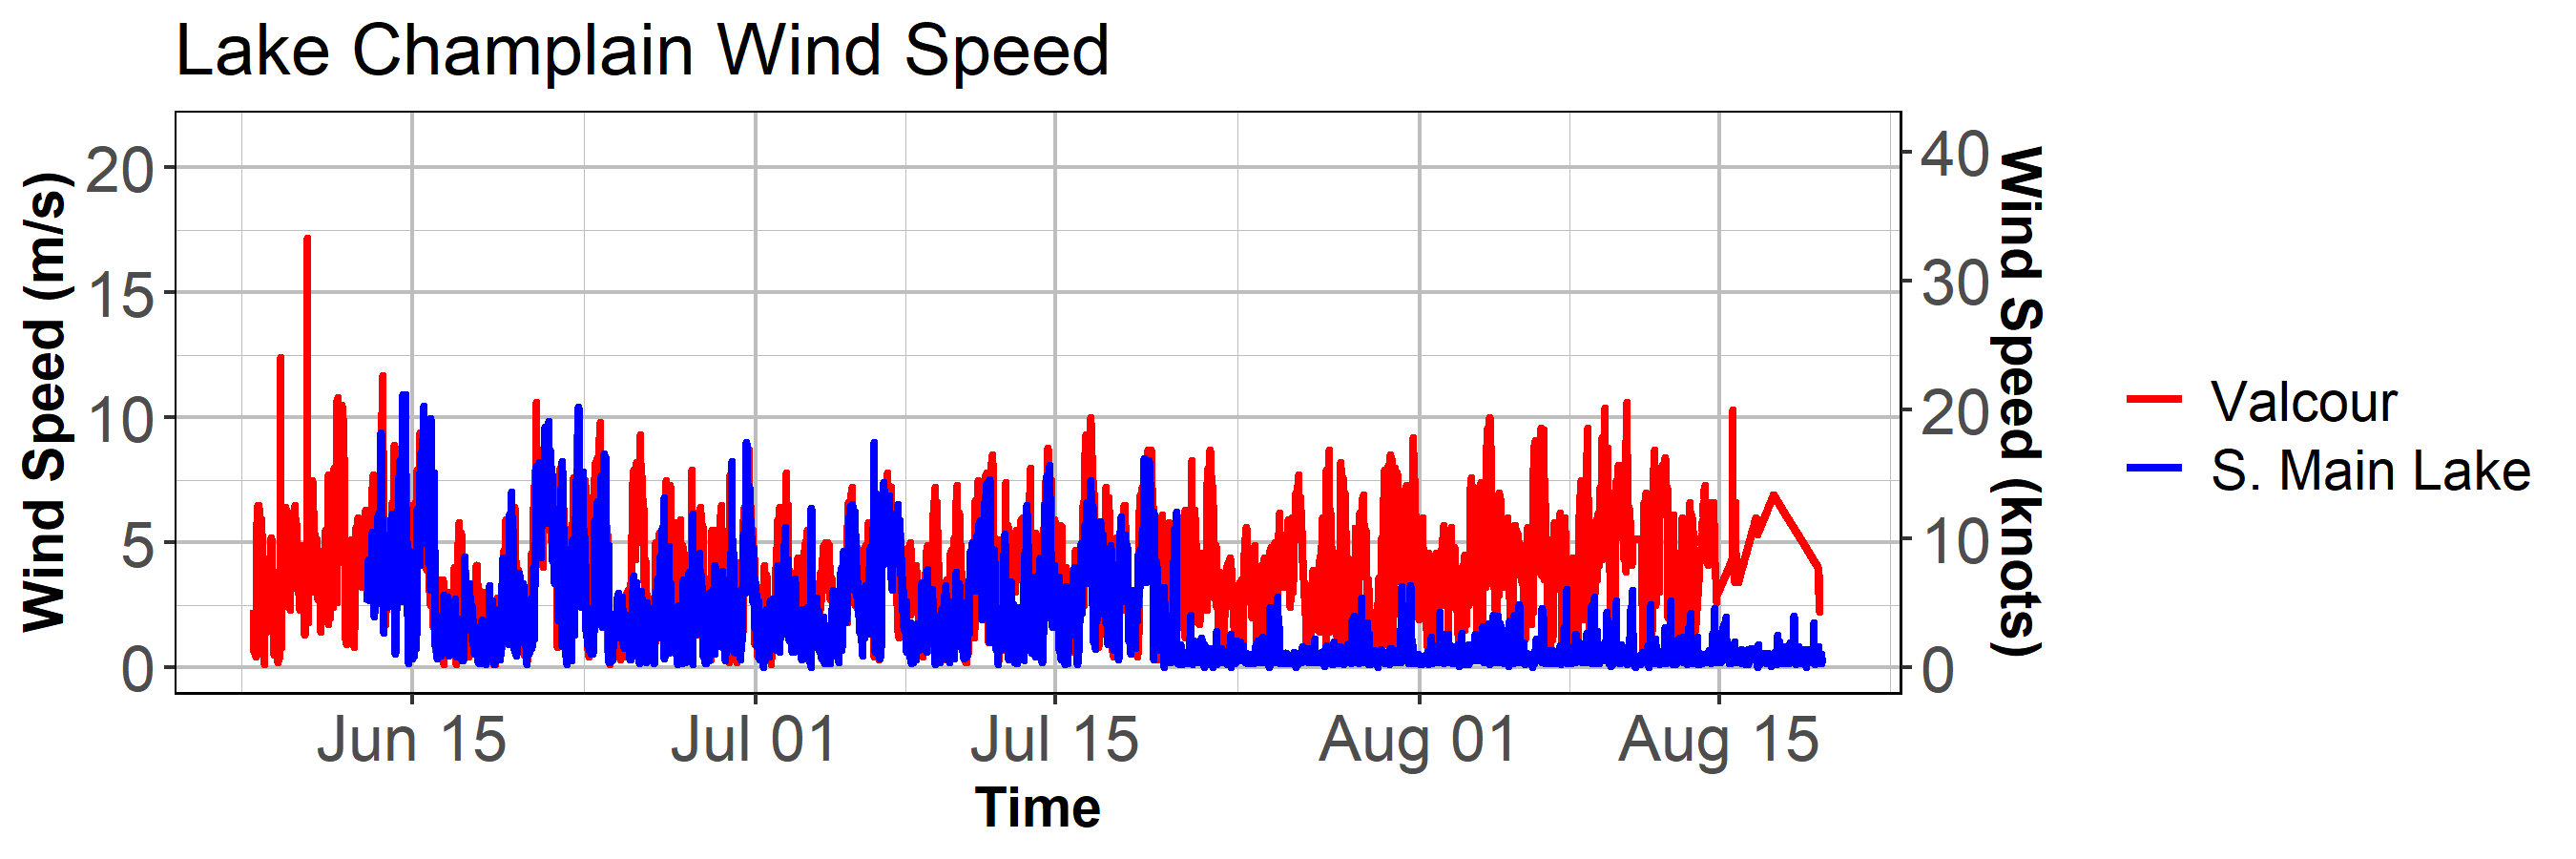 Lake Champlain Wind Speed
Wind Speed (m/s)
20
15
10
5
0
40
30
20
10
0
Wind Speed (knots)
Jun 15
Jul 01
Jul 15
Aug 01
Aug 15
Time
Valcour
S. Main Lake